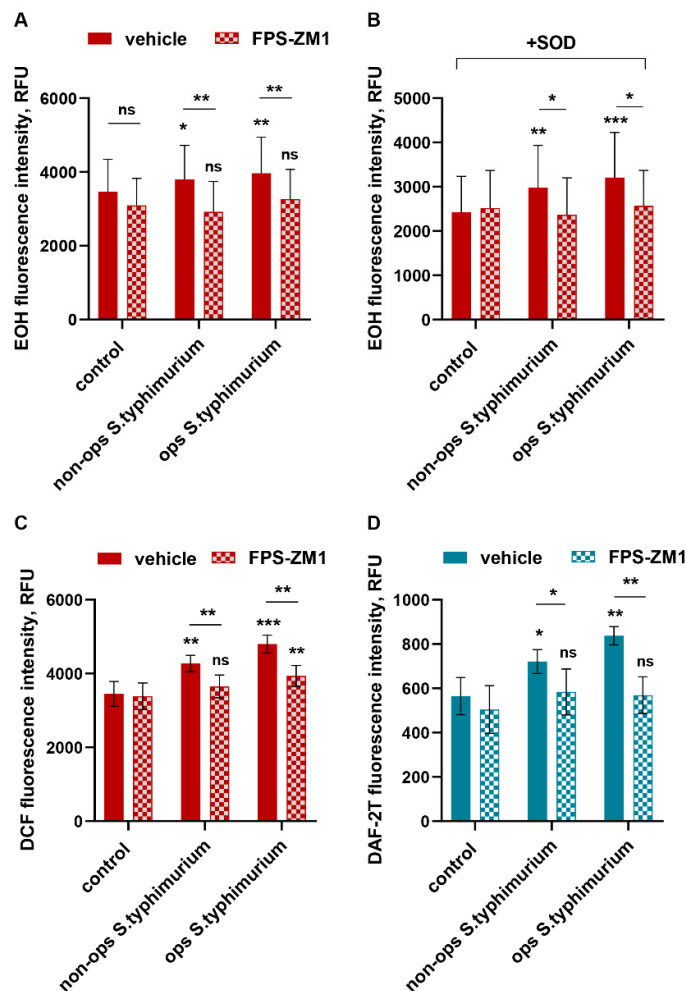 A
vehicle FPS-ZM1
EOH fluorescence intensity, RFU
6000
4000
2000
0
ns
*
**
ns
**
**
ns
control
non-ops S.typhimurium
ops S.typhimurium
B
+SOD
EOH fluorescence intensity, RFU
5000
4000
3000
2000
1000
0
**
*
***
*
control
non-ops S.typhimurium
ops S.typhimurium
C
vehicle FPS-ZM1
DCF fluorescence intensity, RFU
6000
4000
2000
0
**
**
ns
***
**
**
control
non-ops S.typhimurium
ops S.typhimurium
D
vehicle FPS-ZM1
DAF-2T fluorescence intensity, RFU
1000
800
600
400
200
0
*
*
ns
**
**
ns
control
non-ops S.typhimurium
ops S.typhimurium